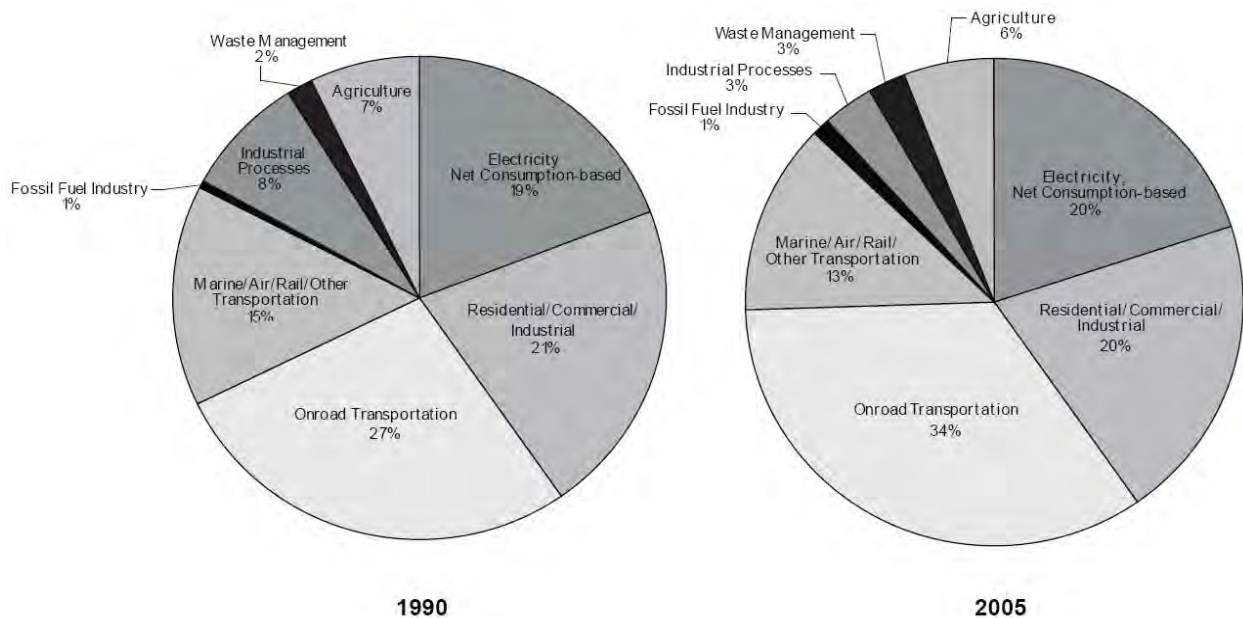 Waste Management
2%
Agriculture
7%
Electricity
Net Consumption-based
19%
Industrial
Processes
8%
Fossil Fuel Industry
1%
Marine/Air/Rail/Other
Transportation
15%
Residential/Commercial/
Industrial
21%
Onroad Transportation
27%
1990
Agriculture
6%
Waste Management
3%
Industrial Processes
3%
Fossil Fuel Industry
1%
Electricity,
Net Consumption-based
20%
Marine/Air/Rail/
Other Transportation
13%
Residential/Commercial/
Industrial
20%
Onroad Transportation
34%
2005